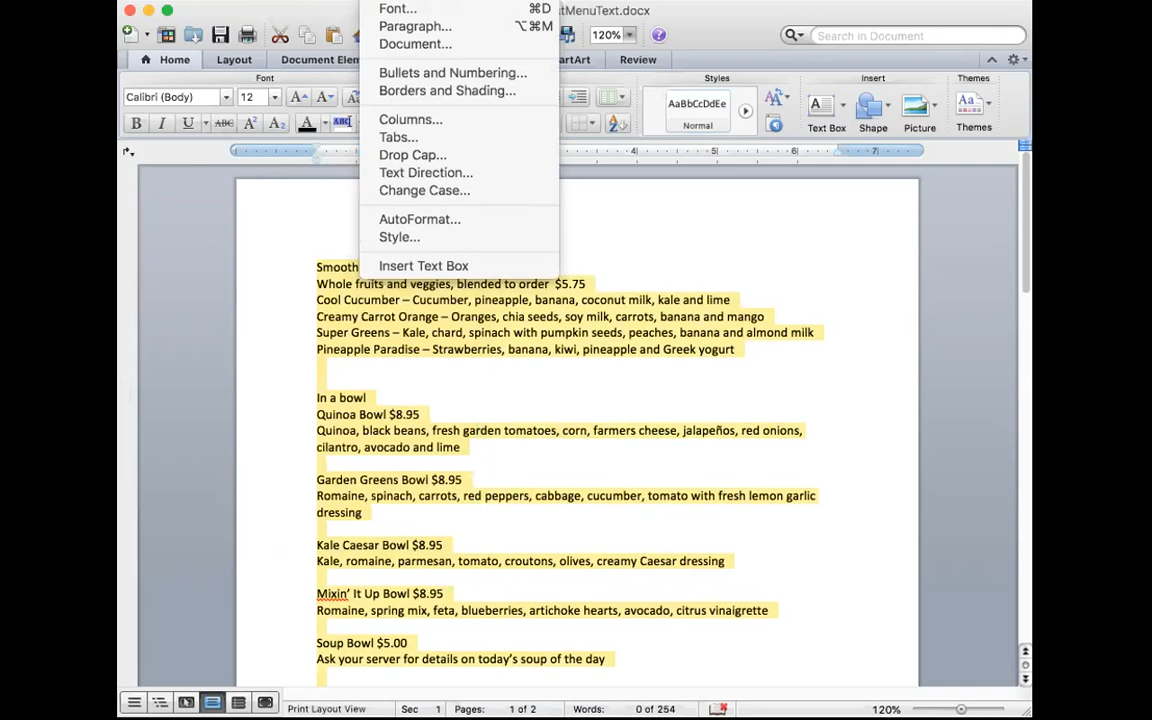 Font... ⌘D
tMenuText.docx
Paragraph... ⌥⌘M
Document...
120%
Search in Document
Home
Layout
Document Elem
artArt
Review
Font
Styles
Insert
Themes
Bullets and Numbering...
Borders and Shading...
Calibri (Body)
12
AaBbCcDdEe
Normal
Text Box
Shape
Picture
Themes
Columns...
Tabs...
Drop Cap...
Text Direction...
Change Case...
AutoFormat...
Style...
Insert Text Box
Smooth
Whole fruits and veggies, blended to order $5.75
Cool Cucumber – Cucumber, pineapple, banana, coconut milk, kale and lime
Creamy Carrot Orange – Oranges, chia seeds, soy milk, carrots, banana and mango
Super Greens – Kale, chard, spinach with pumpkin seeds, peaches, banana and almond milk
Pineapple Paradise – Strawberries, banana, kiwi, pineapple and Greek yogurt
In a bowl
Quinoa Bowl $8.95
Quinoa, black beans, fresh garden tomatoes, corn, farmers cheese, jalapeños, red onions,
cilantro, avocado and lime
Garden Greens Bowl $8.95
Romaine, spinach, carrots, red peppers, cabbage, cucumber, tomato with fresh lemon garlic
dressing
Kale Caesar Bowl $8.95
Kale, romaine, parmesan, tomato, croutons, olives, creamy Caesar dressing
Mixin’ It Up Bowl $8.95
Romaine, spring mix, feta, blueberries, artichoke hearts, avocado, citrus vinaigrette
Soup Bowl $5.00
Ask your server for details on today’s soup of the day
Print Layout View Sec 1 Pages: 1 of 2 Words: 0 of 254 120%